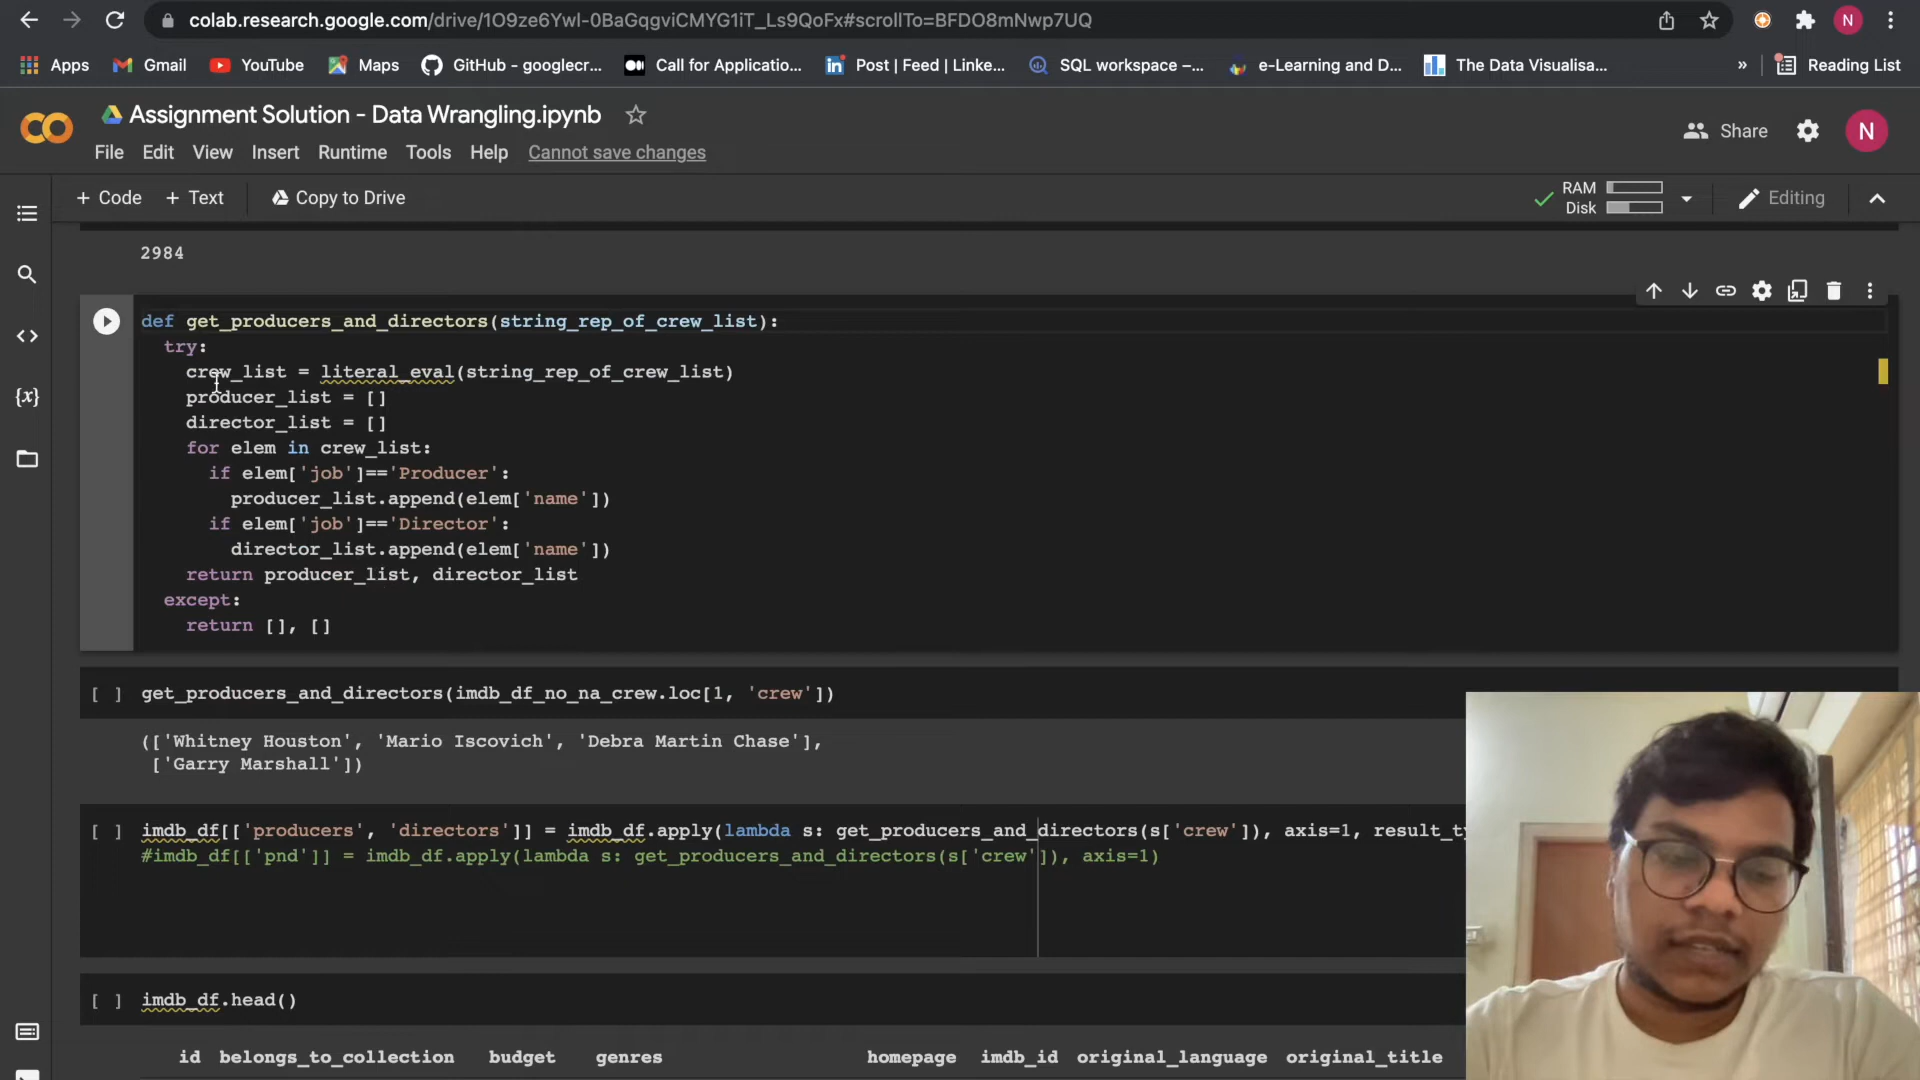 colab.research.google.com/drive/1O9ze6Ywl-0BaGqgviCMYG1iT_Ls9QoFx#scrollTo=BFDO8mNwp7UQ
N
Apps Gmail YouTube Maps GitHub - googlecr... Call for Applicatio... Post | Feed | Linke... SQL workspace –... e-Learning and D... The Data Visualisa... » Reading List
Assignment Solution - Data Wrangling.ipynb
File Edit View Insert Runtime Tools Help Cannot save changes
Share N
+ Code + Text Copy to Drive
RAM
Disk
Editing
2984
def get_producers_and_directors(string_rep_of_crew_list):
try:
crew_list = literal_eval(string_rep_of_crew_list)
producer_list = []
director_list = []
for elem in crew_list:
if elem['job']=='Producer':
producer_list.append(elem['name'])
if elem['job']=='Director':
director_list.append(elem['name'])
return producer_list, director_list
except:
return [], []
[ ] get_producers_and_directors(imdb_df_no_na_crew.loc[1, 'crew'])
(['Whitney Houston', 'Mario Iscovich', 'Debra Martin Chase'],
['Garry Marshall'])
[ ] imdb_df[['producers', 'directors']] = imdb_df.apply(lambda s: get_producers_and_directors(s['crew']), axis=1, result_ty
#imdb_df[['pnd']] = imdb_df.apply(lambda s: get_producers_and_directors(s['crew']), axis=1)
[ ] imdb_df.head()
id belongs_to_collection budget genres homepage imdb_id original_language original_title